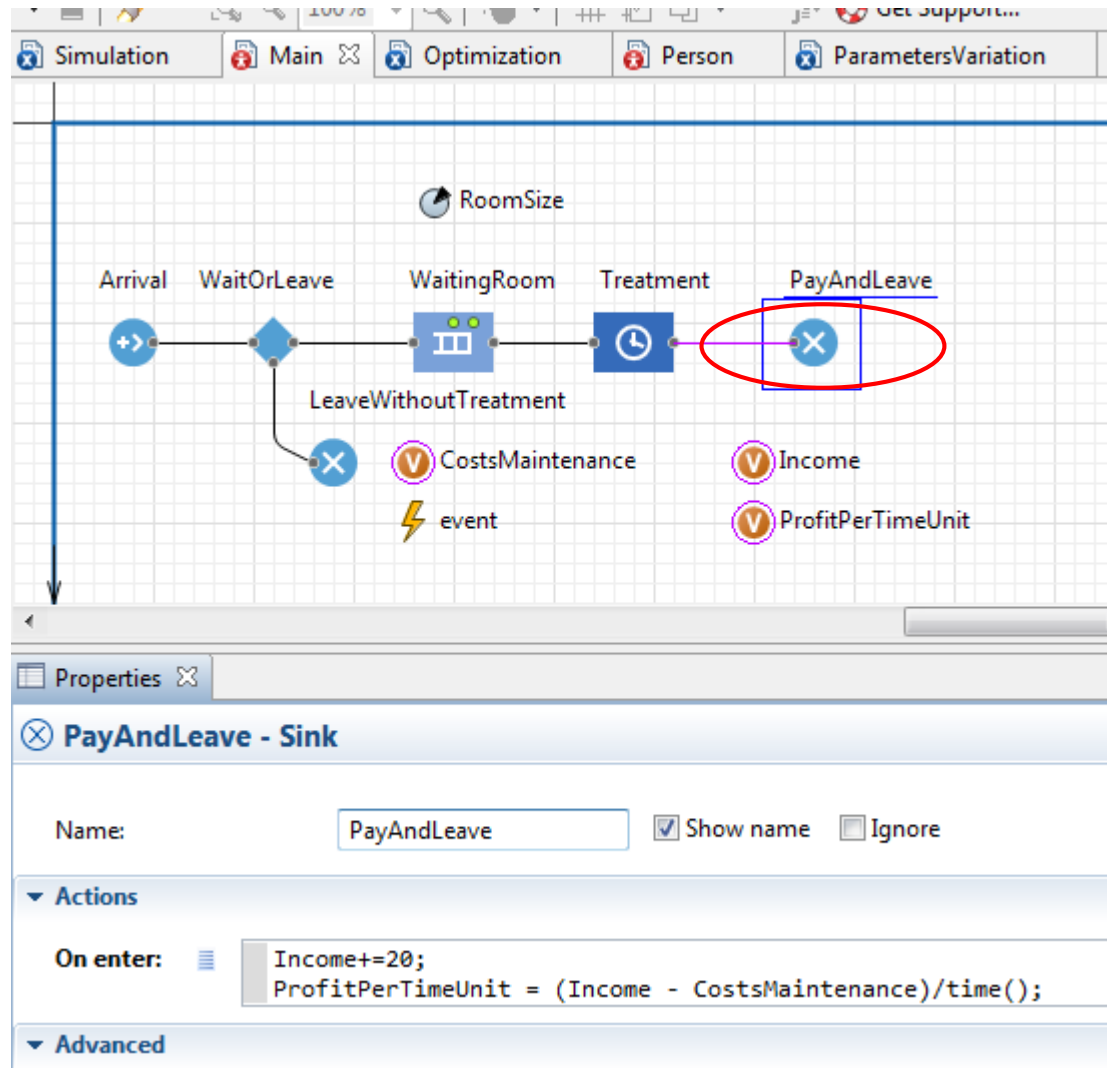 100%
Get Support...
Simulation Main Optimization Person ParametersVariation
RoomSize
Arrival WaitOrLeave WaitingRoom Treatment PayAndLeave
LeaveWithoutTreatment
CostsMaintenance Income
event ProfitPerTimeUnit
Properties
PayAndLeave - Sink
Name: PayAndLeave Show name Ignore
Actions
On enter: Income+=20;
ProfitPerTimeUnit = (Income - CostsMaintenance)/time();
Advanced